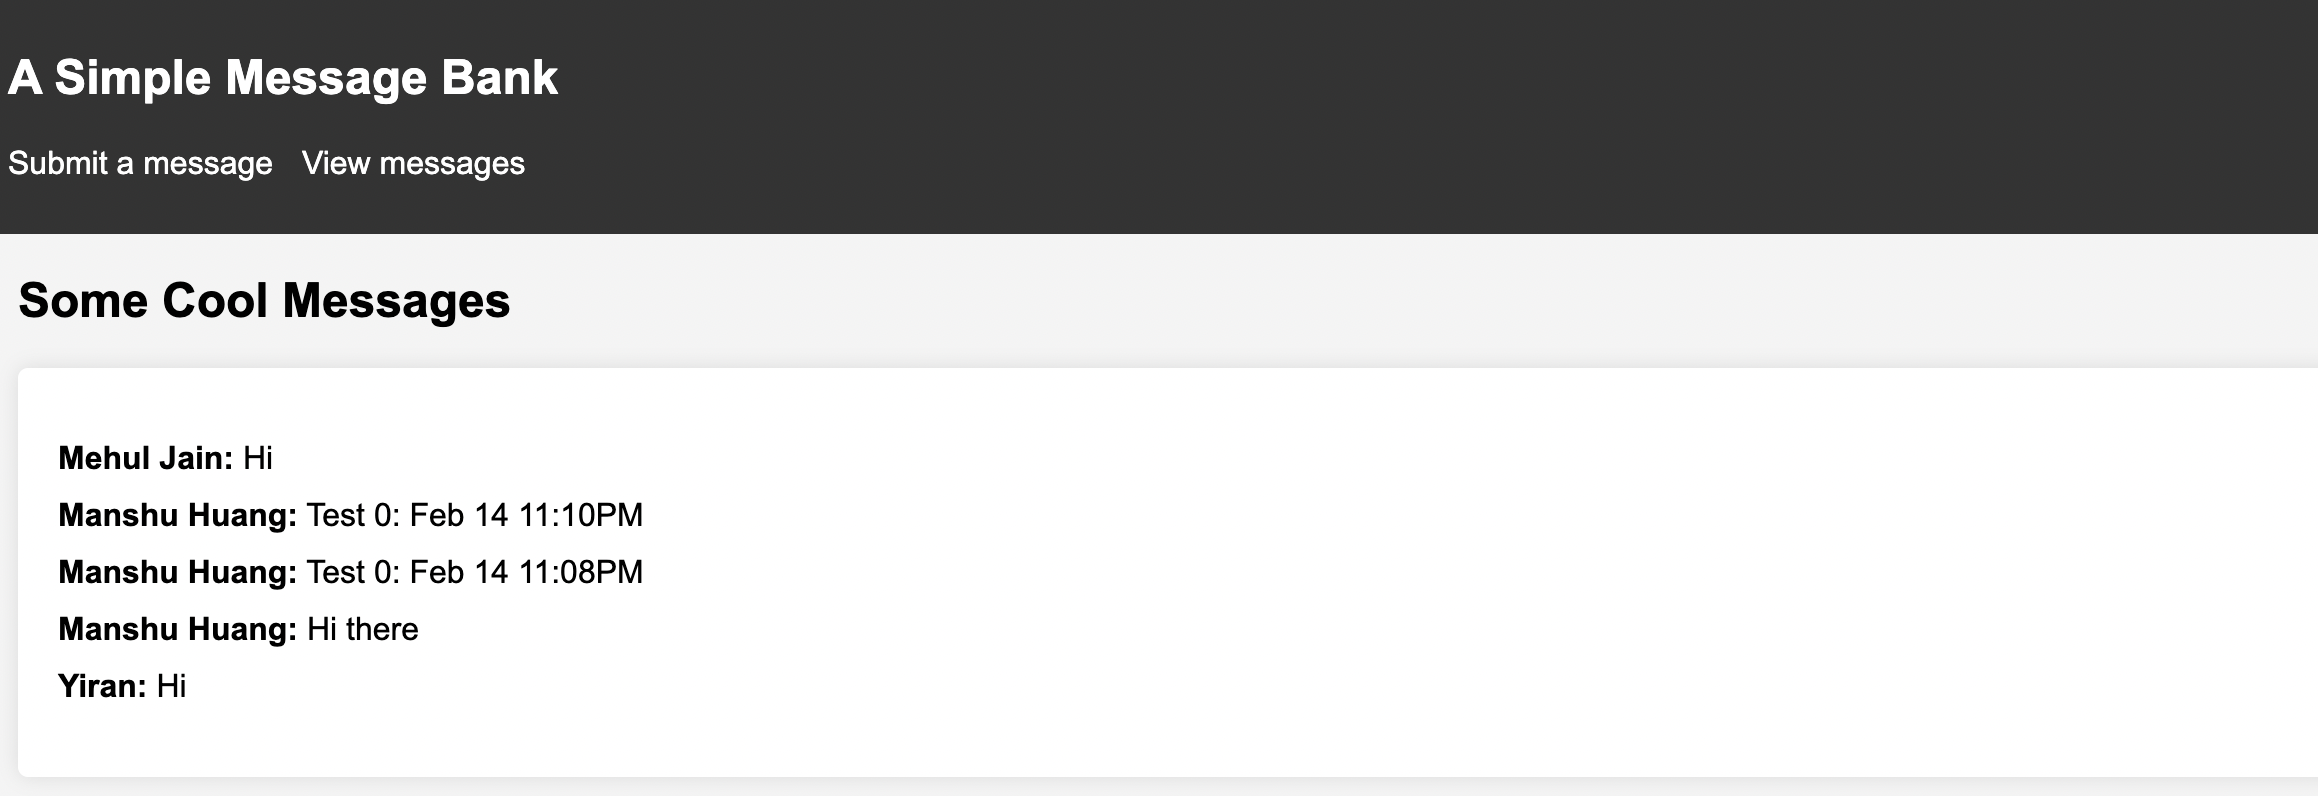 A Simple Message Bank
Submit a message View messages
Some Cool Messages
Mehul Jain: Hi
Manshu Huang: Test 0: Feb 14 11:10PM
Manshu Huang: Test 0: Feb 14 11:08PM
Manshu Huang: Hi there
Yiran: Hi